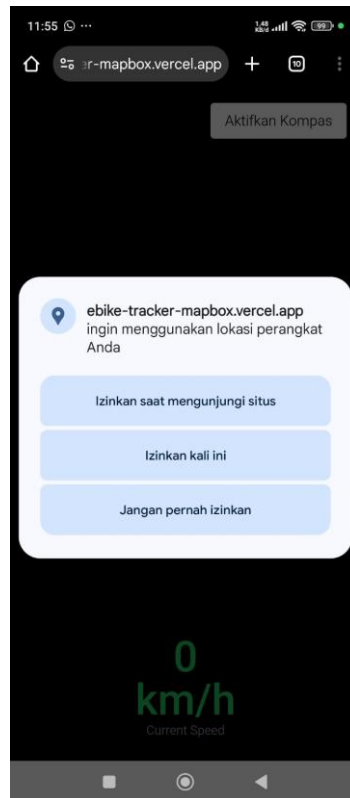 11:55
1,48
KB/d
99
r-mapbox.vercel.app
10
Aktifkan Kompas
ebike-tracker-mapbox.vercel.app
ingin menggunakan lokasi perangkat
Anda
Izinkan saat mengunjungi situs
Izinkan kali ini
Jangan pernah izinkan
0
km/h
Current Speed